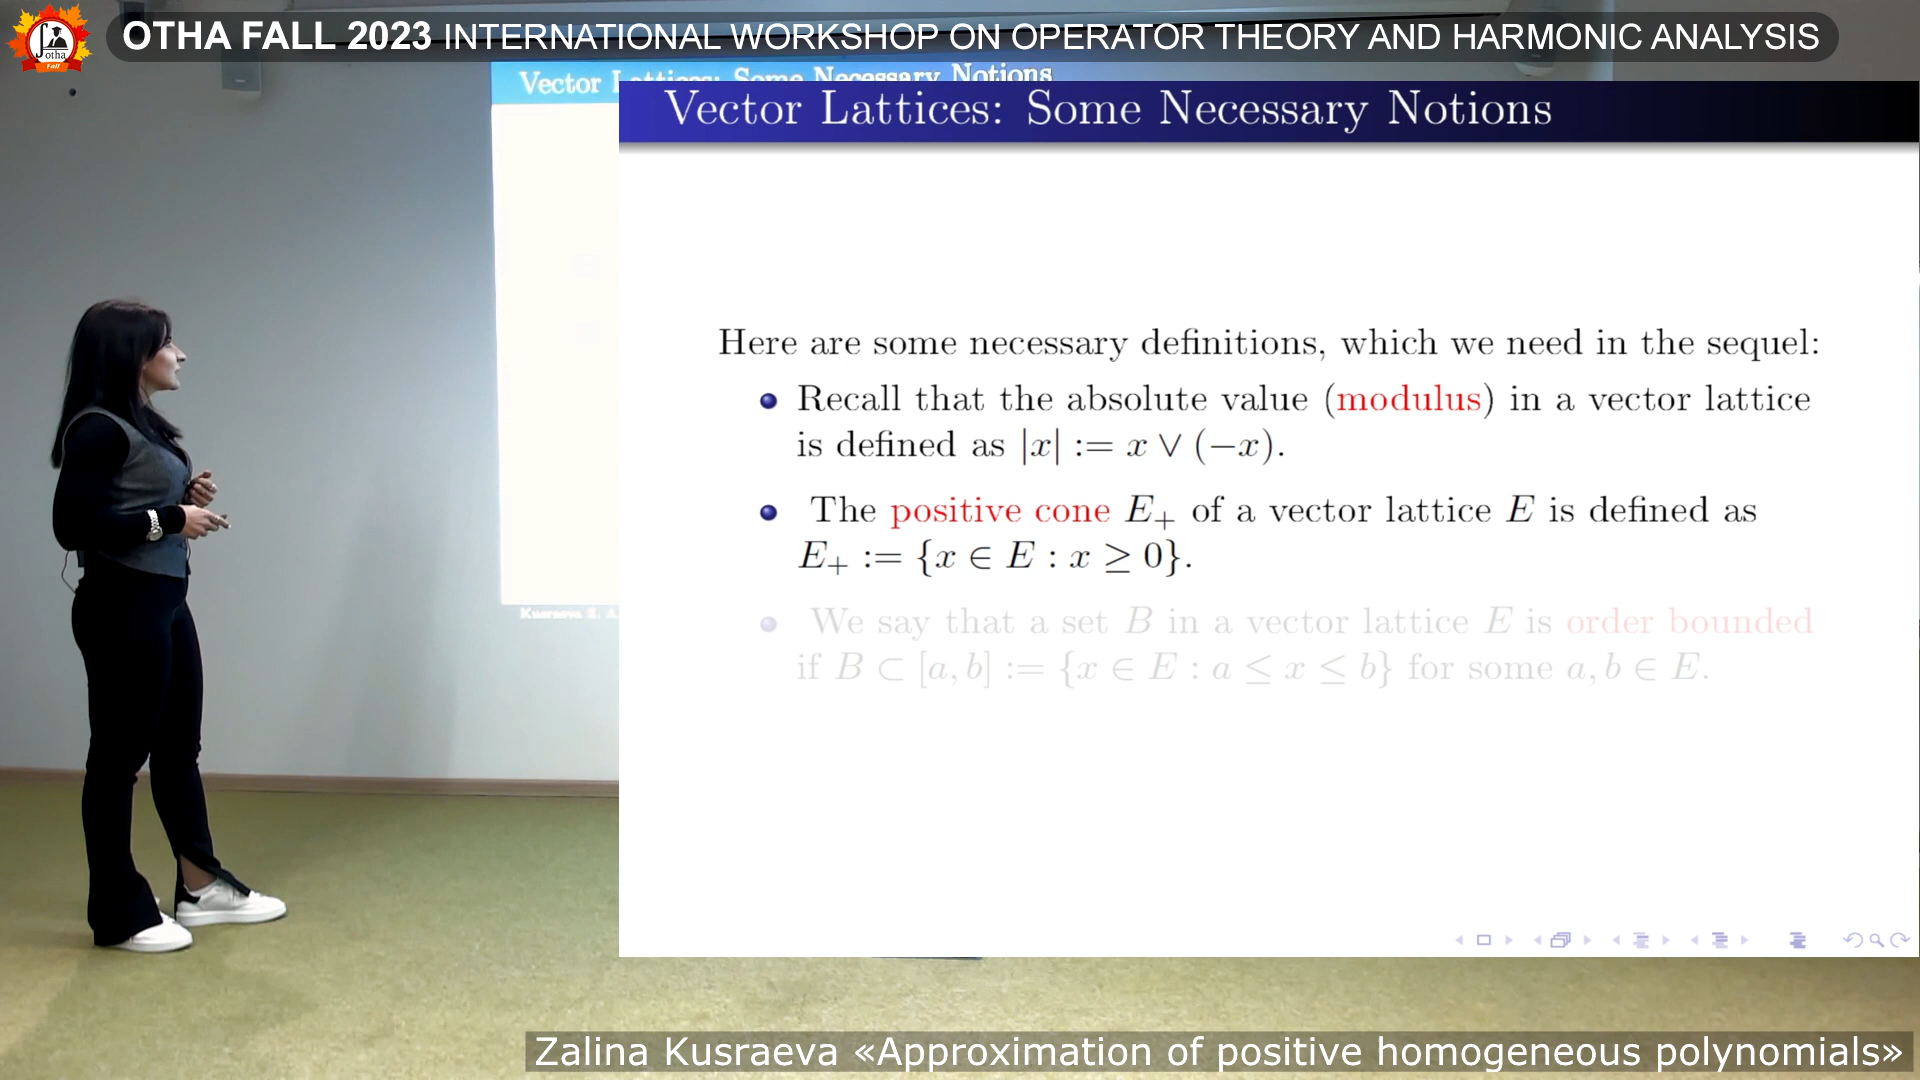 OTHA FALL 2023 INTERNATIONAL WORKSHOP ON OPERATOR THEORY AND HARMONIC ANALYSIS
otha
Fall
Vector Lattices: Some Necessary Notions
Vector Lattices: Some Necessary Notions
Here are some necessary definitions, which we need in the sequel:
• Recall that the absolute value (modulus) in a vector lattice
is defined as |x| := x ∨ (−x).
• The positive cone E₊ of a vector lattice E is defined as
E₊ := {x ∈ E : x ≥ 0}.
• We say that a set B in a vector lattice E is order bounded
if B ⊂ [a, b] := {x ∈ E : a ≤ x ≤ b} for some a, b ∈ E.
Kusraeva Z. A.
Zalina Kusraeva «Approximation of positive homogeneous polynomials»